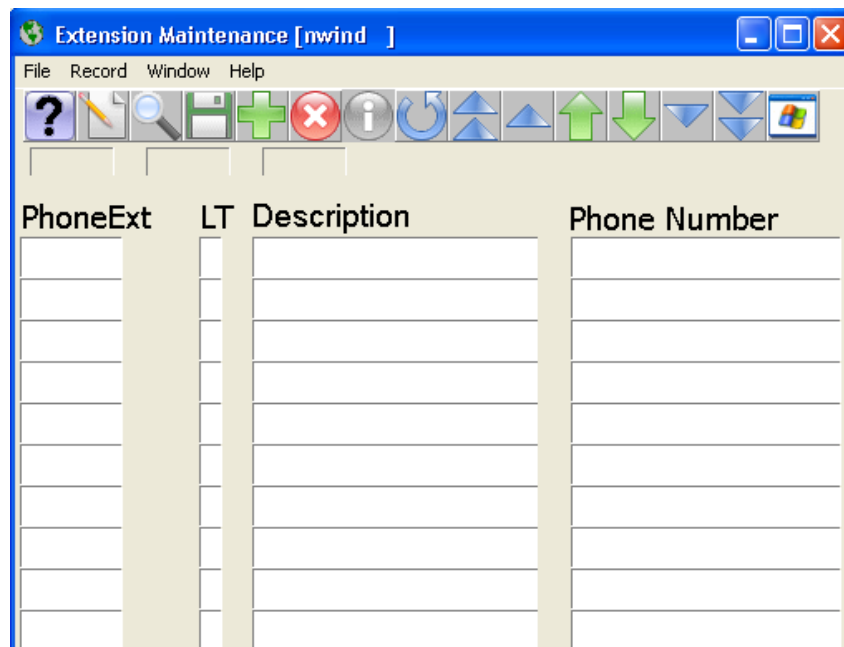 Extension Maintenance [nwind   ]
File Record Window Help
PhoneExt LT Description Phone Number